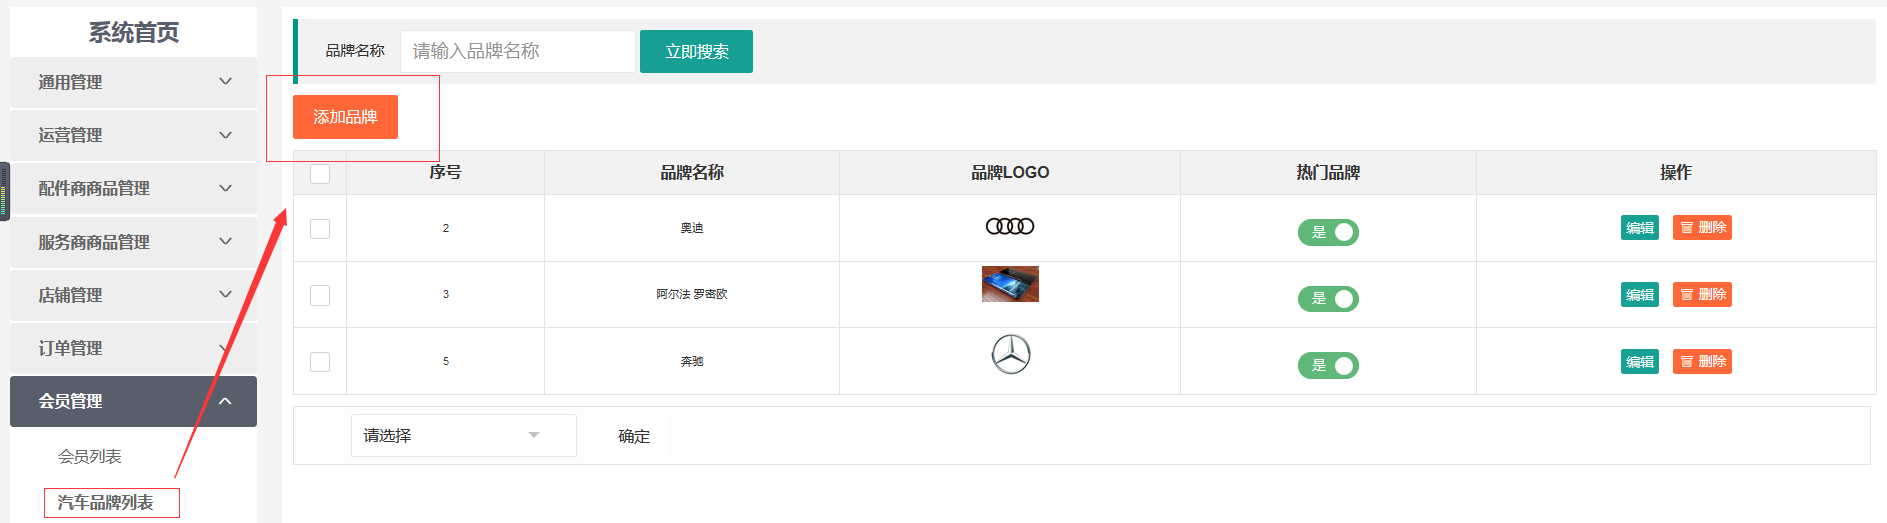 系统首页
通用管理
运营管理
配件商商品管理
服务商商品管理
店铺管理
订单管理
会员管理
会员列表
汽车品牌列表
品牌名称 请输入品牌名称 立即搜索
添加品牌
序号 品牌名称 品牌LOGO 热门品牌 操作
2 奥迪 是 编辑 删除
3 阿尔法 罗密欧 是 编辑 删除
5 奔驰 是 编辑 删除
请选择 确定